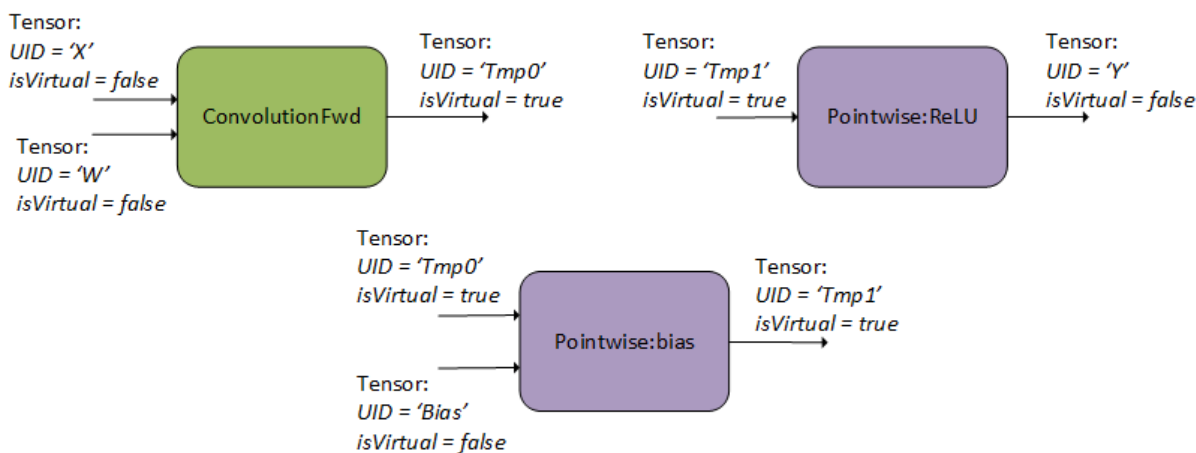 Tensor:
UID = ‘X’
isVirtual = false
Tensor:
UID = ‘W’
isVirtual = false
ConvolutionFwd
Tensor:
UID = ‘Tmp0’
isVirtual = true
Tensor:
UID = ‘Tmp1’
isVirtual = true
Pointwise:ReLU
Tensor:
UID = ‘Y’
isVirtual = false
Tensor:
UID = ‘Tmp0’
isVirtual = true
Tensor:
UID = ‘Bias’
isVirtual = false
Pointwise:bias
Tensor:
UID = ‘Tmp1’
isVirtual = true